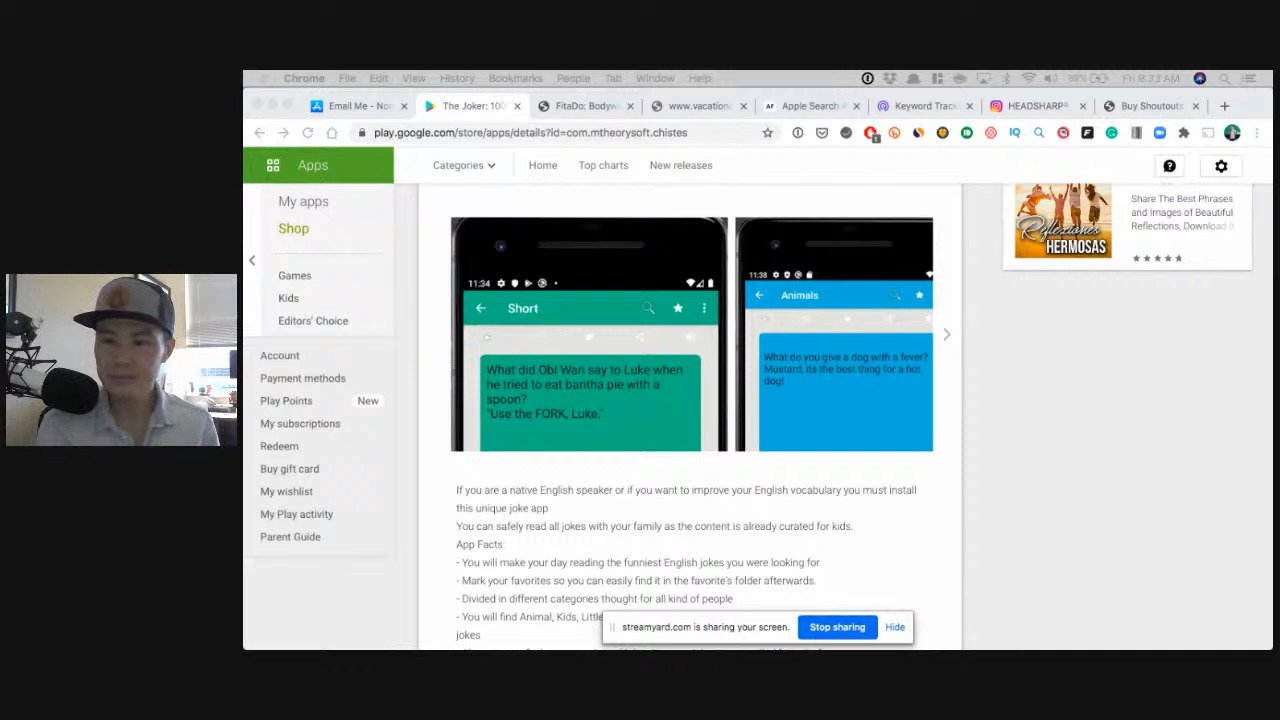 Chrome File Edit View History Bookmarks People Tab Window Help
Fri 9:33 AM
Email Me - Non
The Joker: 100
FitaDo: Bodyw
www.vacation
AF Apple Search
Keyword Track
HEADSHARP®
Buy Shoutouts
play.google.com/store/apps/details?id=com.mtheorysoft.chistes
Apps
Categories
Home
Top charts
New releases
My apps
Shop
Games
Kids
Editors' Choice
Account
Payment methods
Play Points New
My subscriptions
Redeem
Buy gift card
My wishlist
My Play activity
Parent Guide
11:34
Short
What did Obi Wan say to Luke when
he tried to eat bantha pie with a
spoon?
"Use the FORK, Luke."
11:38
Animals
What do you give a dog with a fever?
Mustard, its the best thing for a hot
dog!
Reflexiones
HERMOSAS
Share The Best Phrases
and Images of Beautiful
Reflections, Download I
If you are a native English speaker or if you want to improve your English vocabulary you must install
this unique joke app
You can safely read all jokes with your family as the content is already curated for kids.
App Facts:
- You will make your day reading the funniest English jokes you were looking for
- Mark your favorites so you can easily find it in the favorite's folder afterwards.
- Divided in different categories thought for all kind of people
- You will find Animal, Kids, Little
jokes
streamyard.com is sharing your screen.
Stop sharing
Hide